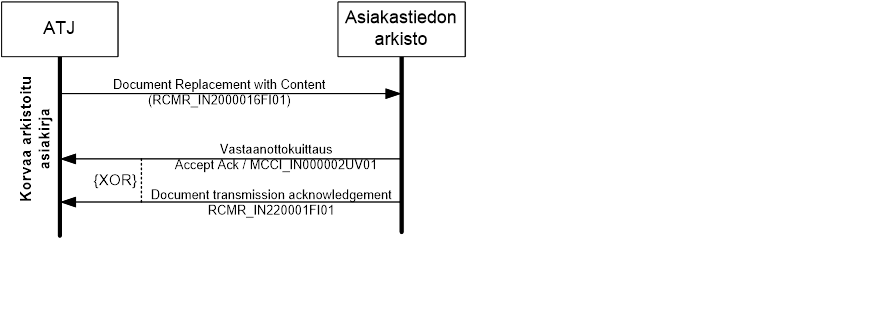 ATJ
Asiakastiedon
arkisto
Korvaa arkistoitu
asiakirja
Document Replacement with Content
(RCMR_IN2000016FI01)
Vastaanottokuittaus
Accept Ack / MCCI_IN000002UV01
{XOR}
Document transmission acknowledgement
RCMR_IN220001FI01